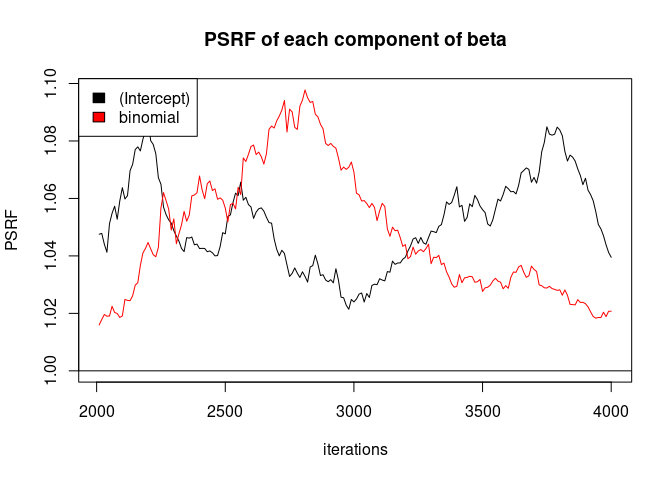 PSRF of each component of beta
(Intercept)
binomial
PSRF
1.10
1.08
1.06
1.04
1.02
1.00
2000 2500 3000 3500 4000
iterations